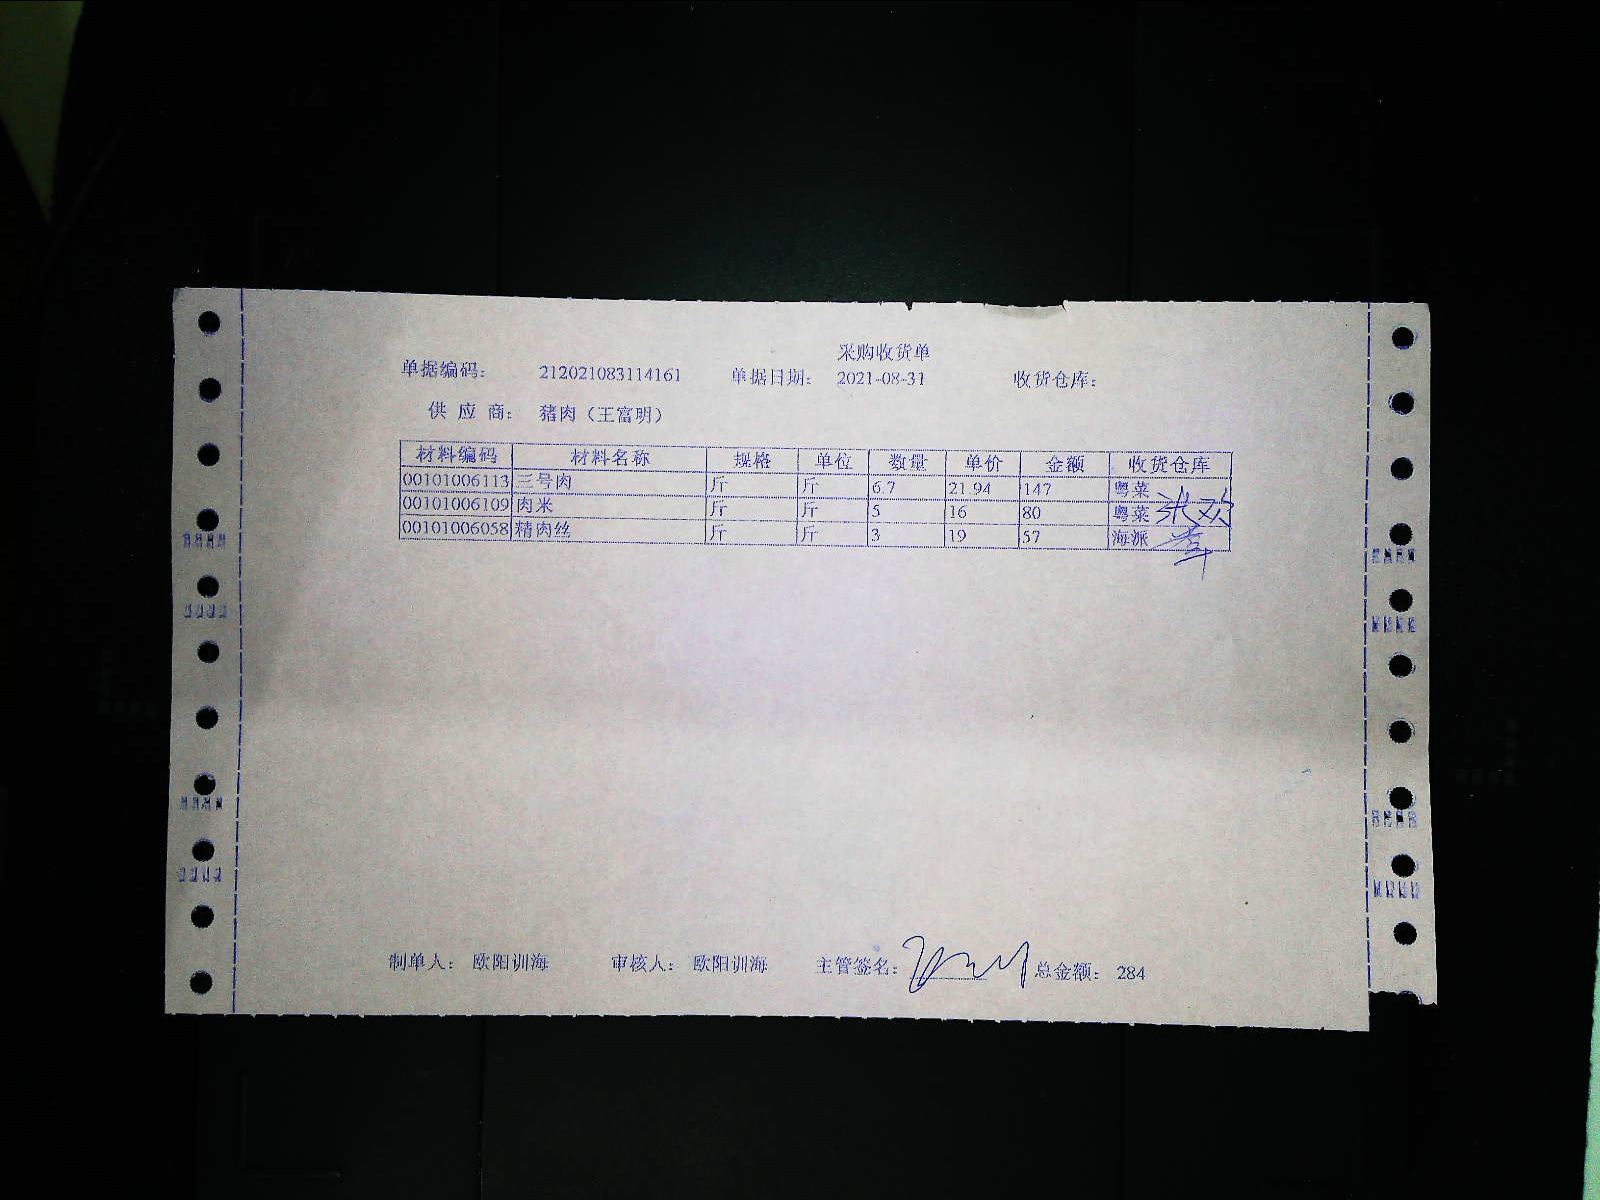 采购收货单
单据编码： 212021083114161 单据日期： 2021-08-31 收货仓库：
供 应 商： 猪肉（王富明）
材料编码 材料名称 规格 单位 数量 单价 金额 收货仓库
00101006113 三号肉 斤 斤 6.7 21.94 147 粤菜
00101006109 肉米 斤 斤 5 16 80 粤菜
00101006058 精肉丝 斤 斤 3 19 57 海派
制单人： 欧阳训海 审核人： 欧阳训海 主管签名： 总金额： 284